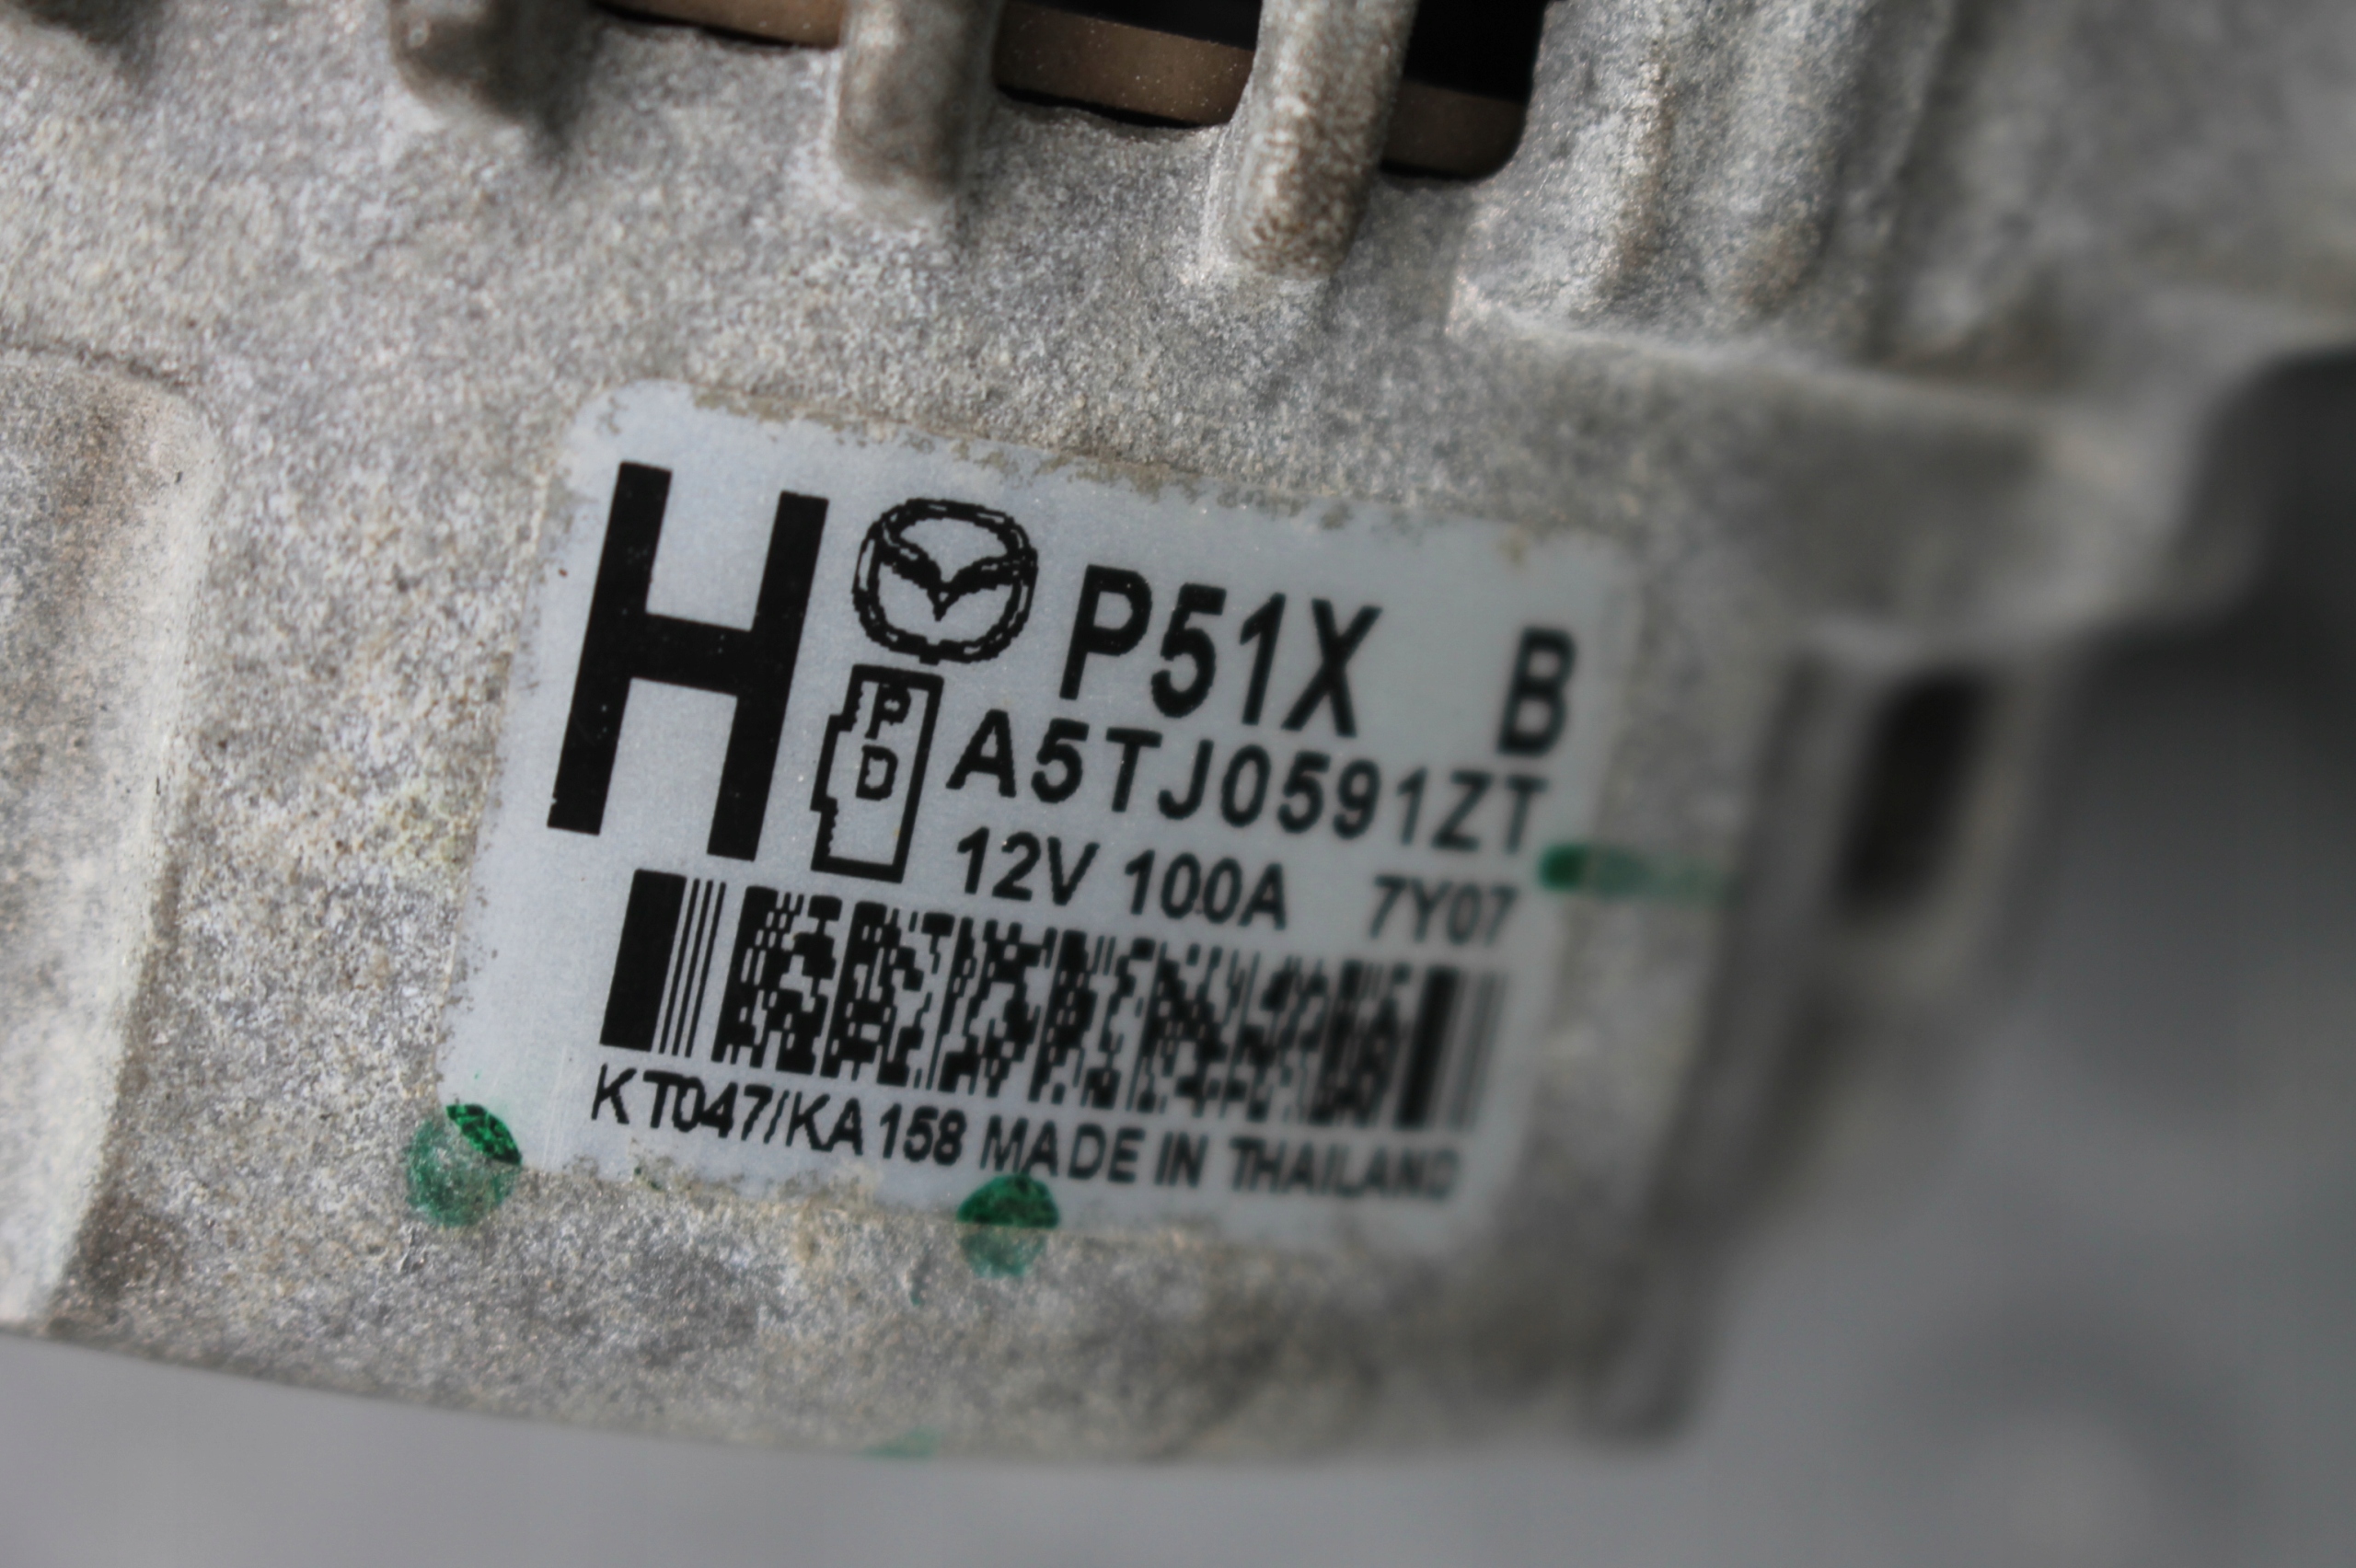 H P51X B
P
D
A5TJ0591ZT
12V 100A 7Y07
KT047/KA158 MADE IN THAILAND